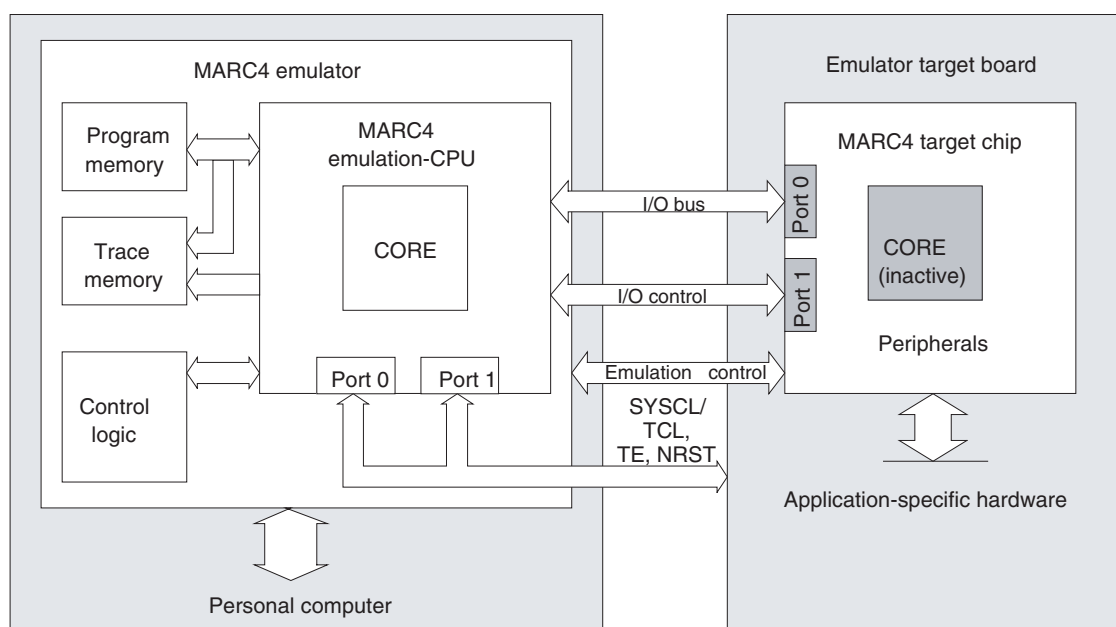 MARC4 emulator
Program
memory
Trace
memory
Control
logic
MARC4
emulation-CPU
CORE
Port 0
Port 1
I/O bus
I/O control
Emulation control
SYSCL/
TCL,
TE, NRST
Personal computer
Emulator target board
MARC4 target chip
Port 0
Port 1
CORE
(inactive)
Peripherals
Application-specific hardware